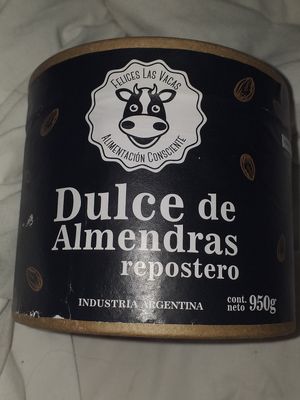 FELICES LAS VACAS
ALIMENTACIÓN CONSCIENTE
Dulce de
Almendras
repostero
INDUSTRIA ARGENTINA
cont.
neto 950g